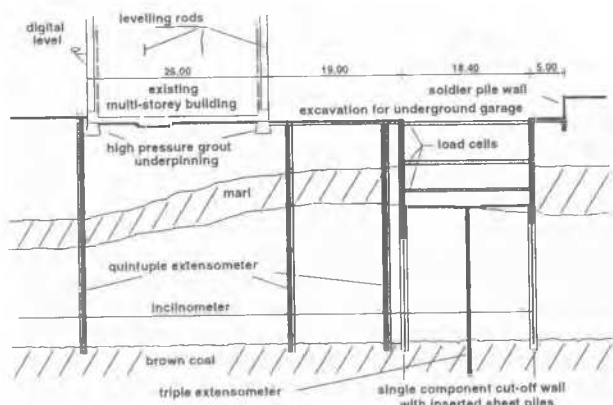 levelling rods
digital
level
26.00
19.00
18.40
5.00
existing
multi-storey building
soldier pile wall
excavation for underground garage
high pressure grout
underpinning
load cells
marl
quintuple extensometer
inclinometer
brown coal
triple extensometer
single component cut-off wall
with inserted sheet piles